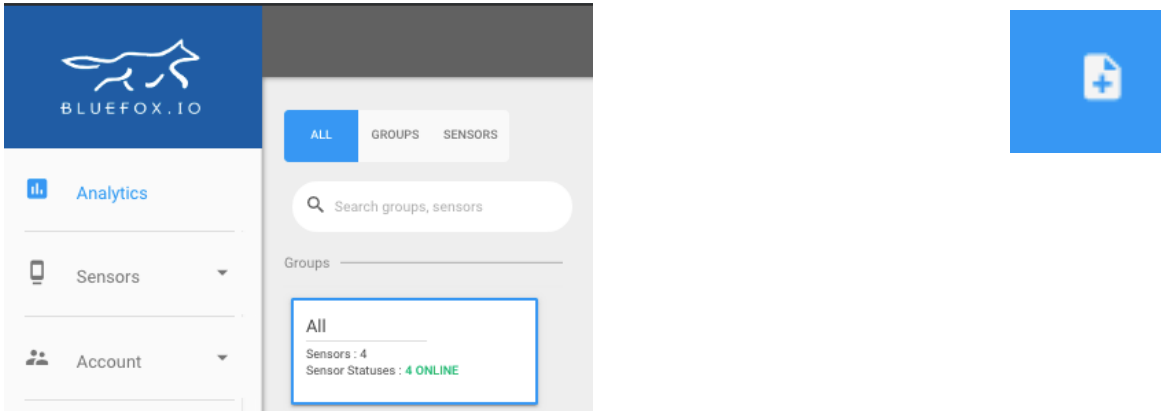 BLUEFOX.IO
Analytics
Sensors
Account
ALL GROUPS SENSORS
Search groups, sensors
Groups
All
Sensors : 4
Sensor Statuses : 4 ONLINE